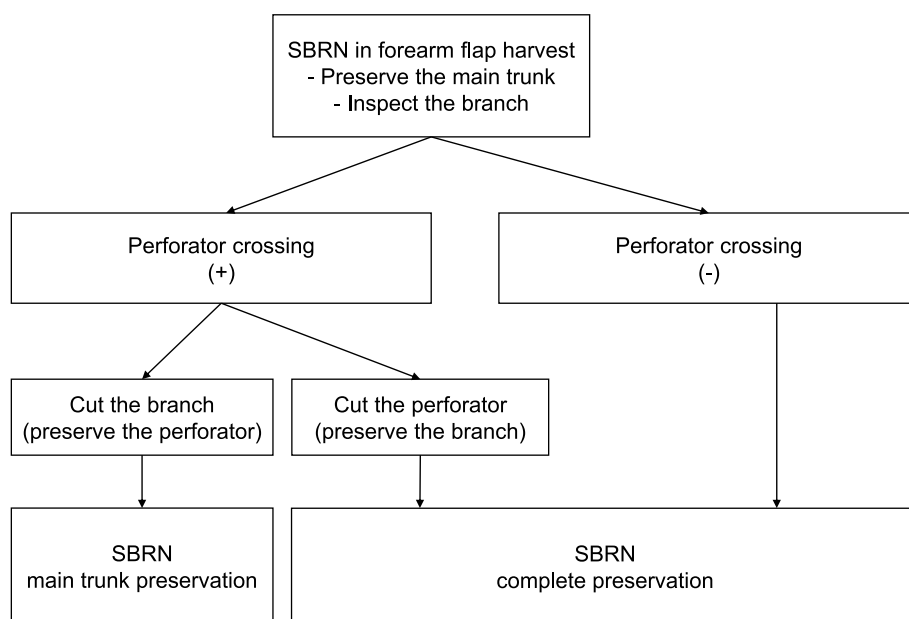 SBRN in forearm flap harvest
- Preserve the main trunk
- Inspect the branch
Perforator crossing
(+)
Perforator crossing
(-)
Cut the branch
(preserve the perforator)
Cut the perforator
(preserve the branch)
SBRN
main trunk preservation
SBRN
complete preservation